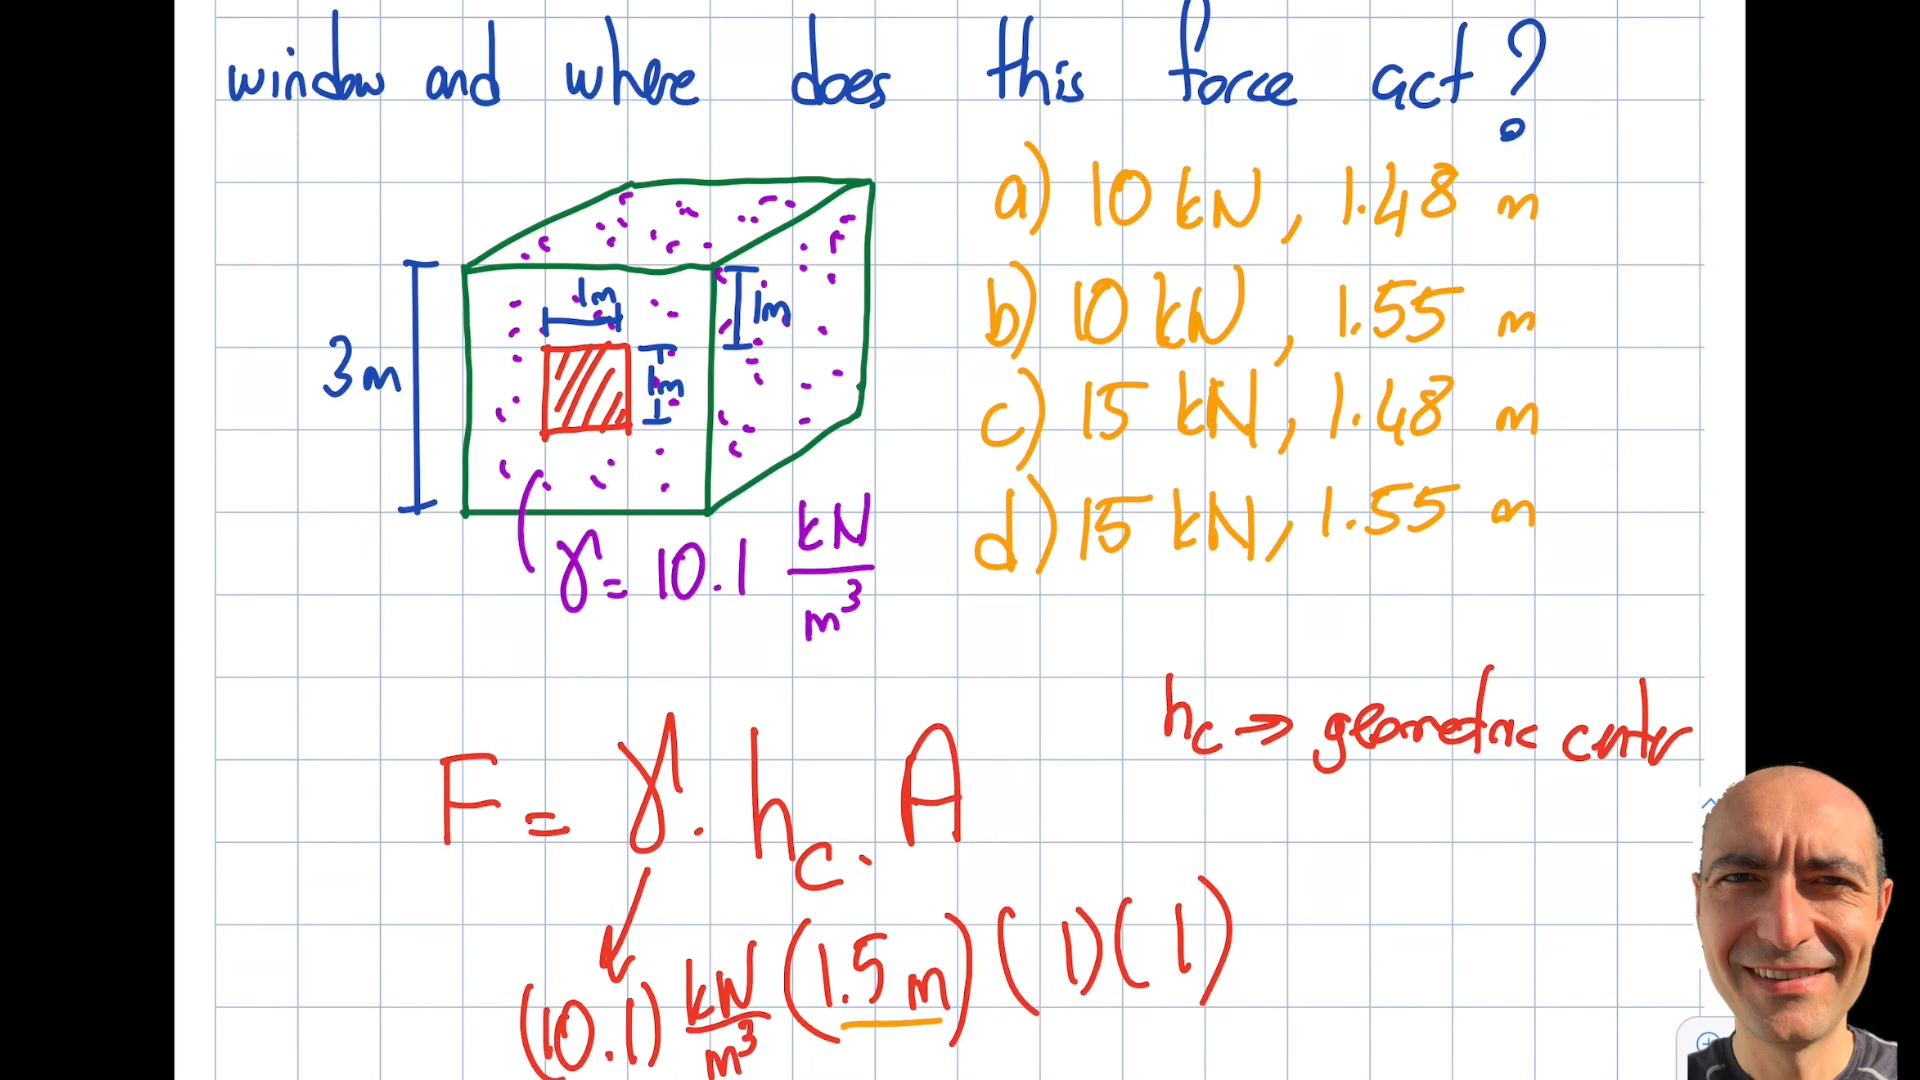 window and where does this force act?
a) 10 kN, 1.48 m
1m
1m
b) 10 kN, 1.55 m
3m
1m
c) 15 kN, 1.48 m
d) 15 kN, 1.55 m
γ = 10.1 kN/m³
hc → geometric center
F = γ. hc. A
(10.1) kN/m³ (1.5 m) (1)(1)